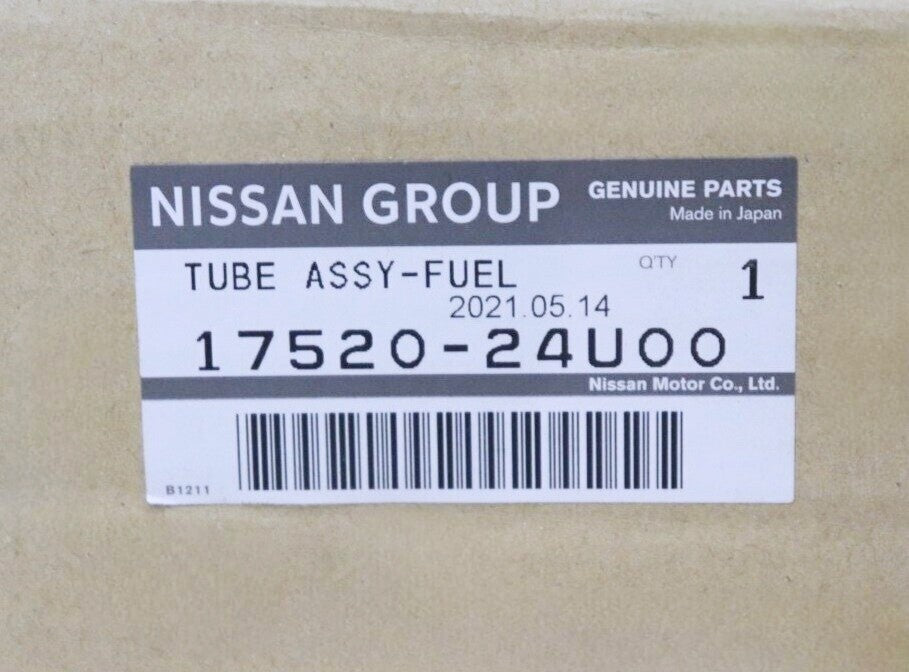 NISSAN GROUP
GENUINE PARTS
Made in Japan
TUBE ASSY-FUEL
Q'TY
1
2021.05.14
17520-24U00
Nissan Motor Co., Ltd.
B1211